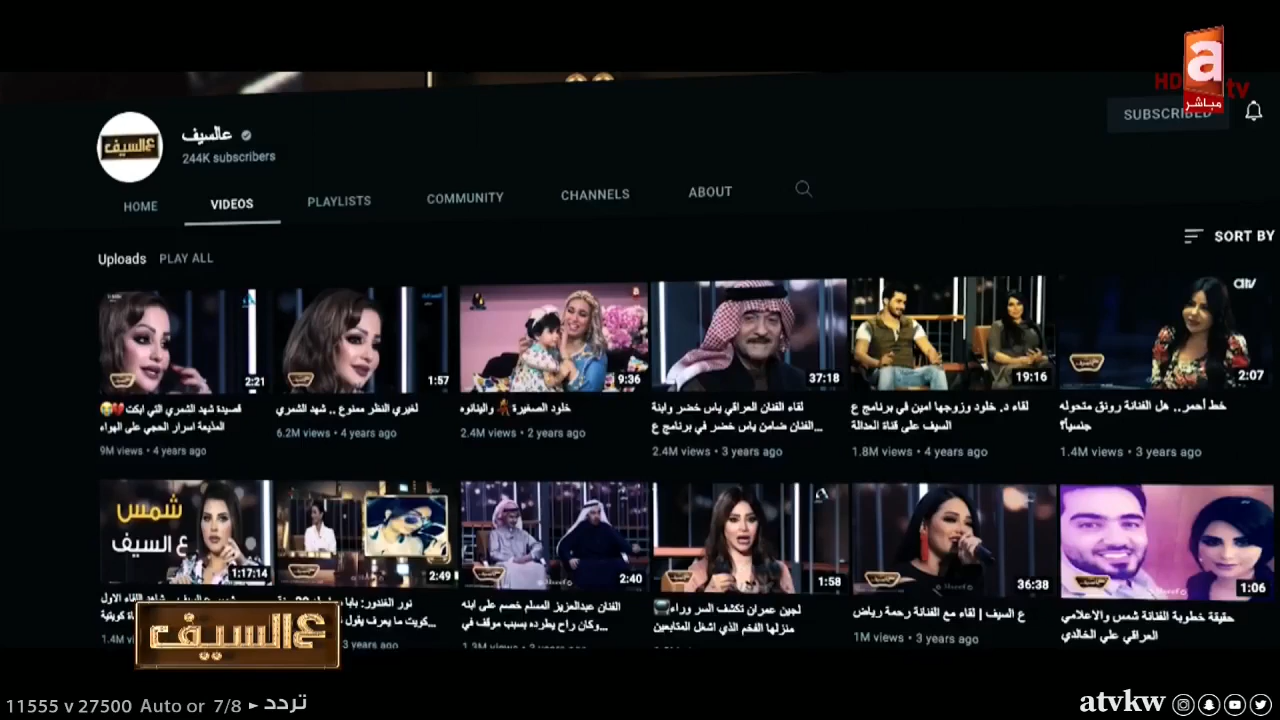 a
HD tv
مباشر
عالسيف
عالسيف
244K subscribers
SUBSCRIBED
HOME
VIDEOS
PLAYLISTS
COMMUNITY
CHANNELS
ABOUT
SORT BY
Uploads PLAY ALL
2:21
1:57
9:36
37:18
19:16
2:07
قصيدة شهد الشمري التي ابكت
المذيعة اسرار الحجي على الهواء
9M views • 4 years ago
لغيري النظر ممنوع .. شهد الشمري
6.2M views • 4 years ago
خلود الصغيرة والينانوه
2.4M views • 2 years ago
لقاء الفنان العراقي ياس خضر وابنة
الفنان ضامن ياس خضر في برنامج ع...
2.4M views • 3 years ago
لقاء د. خلود وزوجها امين في برنامج ع
السيف على قناة العدالة
1.8M views • 4 years ago
خط أحمر.. هل الفنانة رونق متحوله
جنسياً؟
1.4M views • 3 years ago
شمس
ع السيف
1:17:14
2:49
2:40
1:58
36:38
1:06
نور الغندور: بابا
كويت ما يعرف يقول
3 years ago
الفنان عبدالعزيز المسلم خصم على ابنه
وكان راح يطرده بسبب موقف في...
1.3M views • 3 years ago
لجين عمران تكشف السر وراء
منزلها الفخم الذي اشغل المتابعين
ع السيف | لقاء مع الفنانة رحمة رياض
1M views • 3 years ago
حقيقة خطوبة الفنانة شمس والاعلامي
العراقي علي الخالدي
عالسيف
11555 v 27500 Auto or 7/8 ► تردد
atvkw